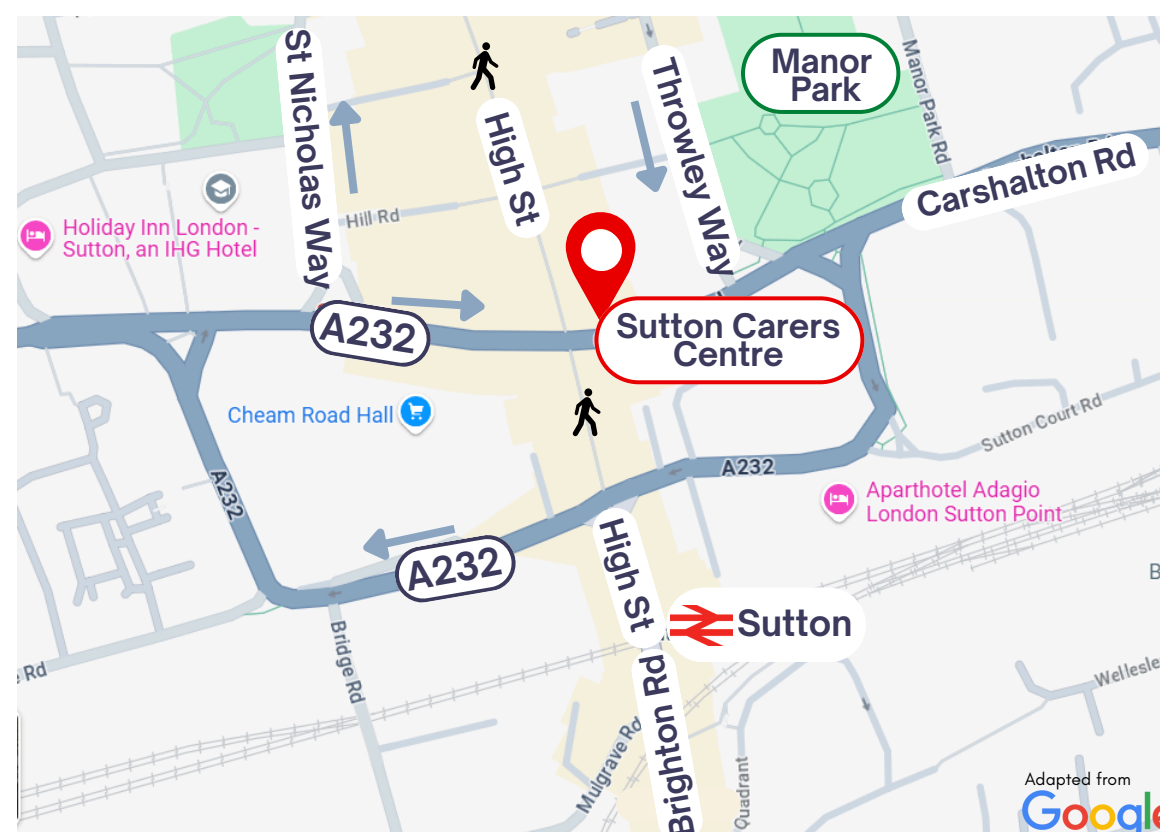 St Nicholas Way
High St
Throwley Way
Manor
Park
Manor Park Rd
Carshalton Rd
Hill Rd
Holiday Inn London -
Sutton, an IHG Hotel
A232
Sutton Carers
Centre
Cheam Road Hall
A232
A232
Sutton Court Rd
Aparthotel Adagio
London Sutton Point
A232
High St
Sutton
Bridge Rd
Rd
Brighton Rd
Mulgrave Rd
Quadrant
Wellesle
B
Adapted from
Google